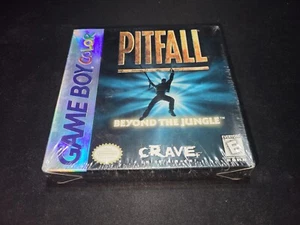 GAME BOY COLOR
PITFALL
BEYOND THE JUNGLE
CRAVE
E